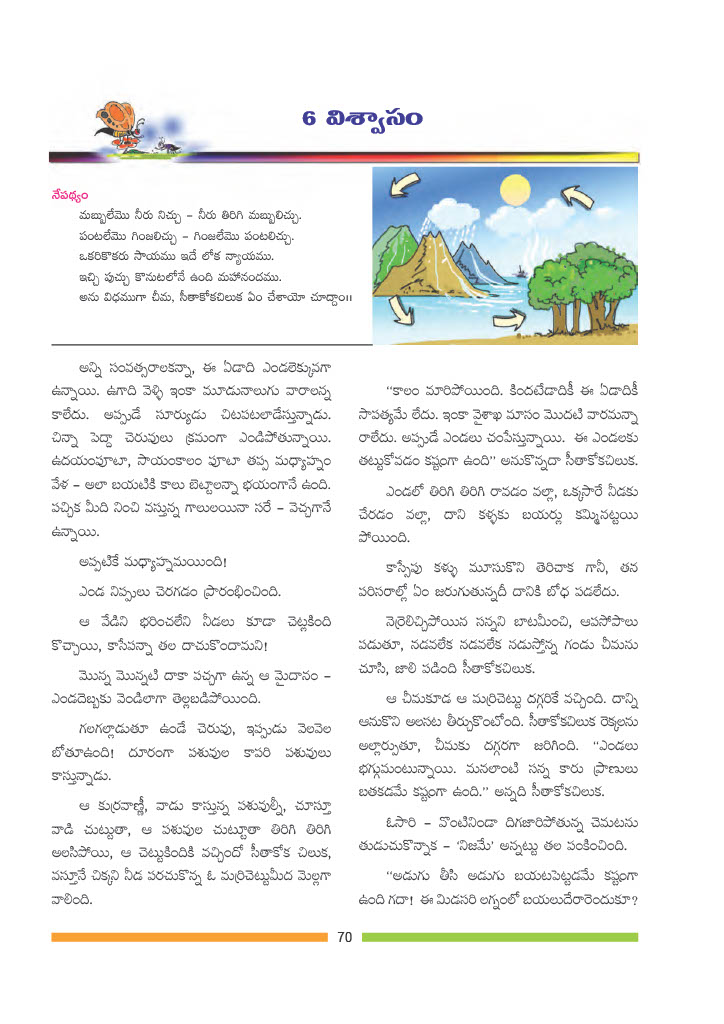 6 విశ్వాసం
నేపథ్యం
మబ్బులేమొ నీరు నిచ్చు – నీరు తిరిగి మబ్బులిచ్చు.
పంటలేమొ గింజలిచ్చు – గింజలేమొ పంటలిచ్చు.
ఒకరికొకరు సాయము ఇదే లోక న్యాయము.
ఇచ్చి పుచ్చు కొనుటలోనే ఉంది మహానందము.
అను విధముగా చీమ, సీతాకోకచిలుక ఏం చేశాయో చూద్దాం॥
అన్ని సంవత్సరాలకన్నా, ఈ ఏడాది ఎండలెక్కువగా
ఉన్నాయి. ఉగాది వెళ్ళి ఇంకా మూడునాలుగు వారాలన్న
కాలేదు. అప్పుడే సూర్యుడు చిటపటలాడేస్తున్నాడు.
చిన్నా పెద్దా చెరువులు క్రమంగా ఎండిపోతున్నాయి.
ఉదయంపూటా, సాయంకాలం పూటా తప్ప మధ్యాహ్నం
వేళ – అలా బయటికి కాలు బెట్టాలన్నా భయంగానే ఉంది.
పచ్చిక మీది నించి వస్తున్న గాలులయినా సరే – వెచ్చగానే
ఉన్నాయి.
అప్పటికే మధ్యాహ్నమయింది!
ఎండ నిప్పులు చెరగడం ప్రారంభించింది.
ఆ వేడిని భరించలేని నీడలు కూడా చెట్లకింది
కొచ్చాయి, కాసేపన్నా తల దాచుకొందామని!
మొన్న మొన్నటి దాకా పచ్చగా ఉన్న ఆ మైదానం –
ఎండదెబ్బకు వెండిలాగా తెల్లబడిపోయింది.
గలగల్లాడుతూ ఉండే చెరువు, ఇప్పుడు వెలవెల
బోతూఉంది! దూరంగా పశువుల కాపరి పశువులు
కాస్తున్నాడు.
ఆ కుర్రవాణ్ణీ, వాడు కాస్తున్న పశువుల్నీ, చూస్తూ
వాడి చుట్టుతా, ఆ పశువుల చుట్టూతా తిరిగి తిరిగి
అలసిపోయి, ఆ చెట్టుకిందికి వచ్చిందో సీతాకోక చిలుక,
వస్తూనే చిక్కని నీడ పరచుకొన్న ఓ మర్రిచెట్టుమీద మెల్లగా
వాలింది.
“కాలం మారిపోయింది. కిందటేడాదికీ ఈ ఏడాదికీ
సాపత్యమే లేదు. ఇంకా వైశాఖ మాసం మొదటి వారమన్నా
రాలేదు. అప్పుడే ఎండలు చంపేస్తున్నాయి. ఈ ఎండలకు
తట్టుకోవడం కష్టంగా ఉంది” అనుకొన్నదా సీతాకోకచిలుక.
ఎండలో తిరిగి తిరిగి రావడం వల్లా, ఒక్కసారే నీడకు
చేరడం వల్లా, దాని కళ్ళకు బయర్లు కమ్మినట్టయి
పోయింది.
కాస్సేపు కళ్ళు మూసుకొని తెరిచాక గానీ, తన
పరిసరాల్లో ఏం జరుగుతున్నదీ దానికి బోధ పడలేదు.
నెర్రెలిచ్చిపోయిన సన్నని బాటమీంచి, ఆపసోపాలు
పడుతూ, నడవలేక నడవలేక నడుస్తోన్న గండు చీమను
చూసి, జాలి పడింది సీతాకోకచిలుక.
ఆ చీమకూడ ఆ మర్రిచెట్టు దగ్గరికే వచ్చింది. దాన్ని
ఆనుకొని అలసట తీర్చుకొంటోంది. సీతాకోకచిలుక రెక్కలను
అల్లార్చుతూ, చీమకు దగ్గరగా జరిగింది. “ఎండలు
భగ్గుమంటున్నాయి. మనలాంటి సన్న కారు ప్రాణులు
బతకడమే కష్టంగా ఉంది.” అన్నది సీతాకోకచిలుక.
ఓసారి – వొంటినిండా దిగజారిపోతున్న చెమటను
తుడుచుకొన్నాక – ‘నిజమే’ అన్నట్టు తల పంకించింది.
“అడుగు తీసి అడుగు బయటపెట్టడమే కష్టంగా
ఉంది గదా! ఈ మిడసరి లగ్నంలో బయలుదేరారెందుకూ?
70